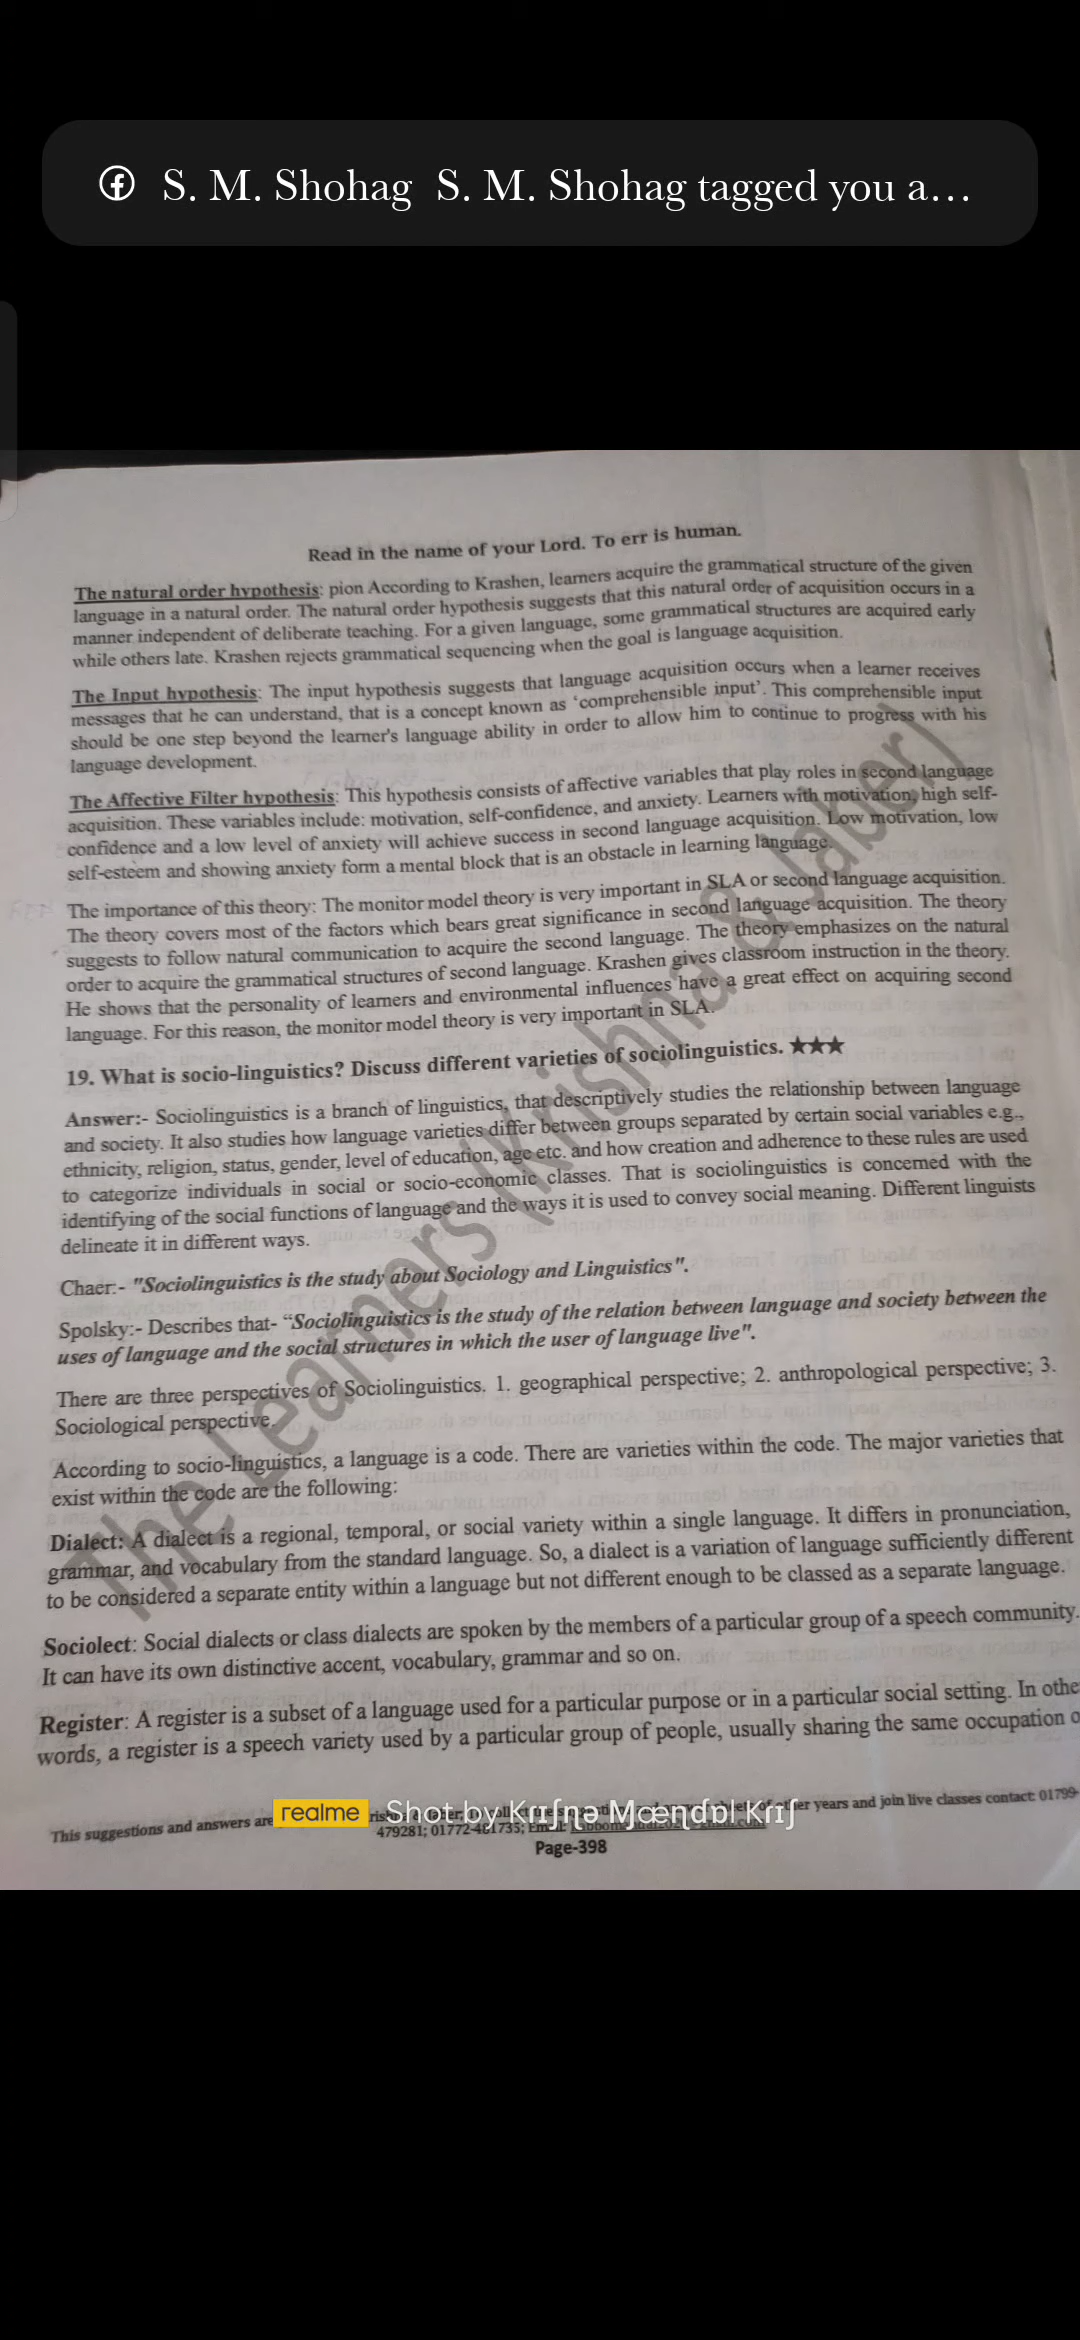 S. M. Shohag S. M. Shohag tagged you a...
Read in the name of your Lord. To err is human.
The natural order hypothesis: pion According to Krashen, learners acquire the grammatical structure of the given
language in a natural order. The natural order hypothesis suggests that this natural order of acquisition occurs in a
manner independent of deliberate teaching. For a given language, some grammatical structures are acquired early
while others late. Krashen rejects grammatical sequencing when the goal is language acquisition.
The Input hypothesis: The input hypothesis suggests that language acquisition occurs when a learner receives
messages that he can understand, that is a concept known as ‘comprehensible input’. This comprehensible input
should be one step beyond the learner's language ability in order to allow him to continue to progress with his
language development.
The Affective Filter hypothesis: This hypothesis consists of affective variables that play roles in second language
acquisition. These variables include: motivation, self-confidence, and anxiety. Learners with motivation, high self-
confidence and a low level of anxiety will achieve success in second language acquisition. Low motivation, low
self-esteem and showing anxiety form a mental block that is an obstacle in learning language.
The importance of this theory: The monitor model theory is very important in SLA or second language acquisition.
The theory covers most of the factors which bears great significance in second language acquisition. The theory
suggests to follow natural communication to acquire the second language. The theory emphasizes on the natural
order to acquire the grammatical structures of second language. Krashen gives classroom instruction in the theory.
He shows that the personality of learners and environmental influences have a great effect on acquiring second
language. For this reason, the monitor model theory is very important in SLA.
19. What is socio-linguistics? Discuss different varieties of sociolinguistics. ★★★
Answer:- Sociolinguistics is a branch of linguistics, that descriptively studies the relationship between language
and society. It also studies how language varieties differ between groups separated by certain social variables e.g.,
ethnicity, religion, status, gender, level of education, age etc. and how creation and adherence to these rules are used
to categorize individuals in social or socio-economic classes. That is sociolinguistics is concerned with the
identifying of the social functions of language and the ways it is used to convey social meaning. Different linguists
delineate it in different ways.
Chaer:- "Sociolinguistics is the study about Sociology and Linguistics".
Spolsky:- Describes that- “Sociolinguistics is the study of the relation between language and society between the
uses of language and the social structures in which the user of language live".
There are three perspectives of Sociolinguistics. 1. geographical perspective; 2. anthropological perspective; 3.
Sociological perspective.
According to socio-linguistics, a language is a code. There are varieties within the code. The major varieties that
exist within the code are the following:
Dialect: A dialect is a regional, temporal, or social variety within a single language. It differs in pronunciation,
grammar, and vocabulary from the standard language. So, a dialect is a variation of language sufficiently different
to be considered a separate entity within a language but not different enough to be classed as a separate language.
Sociolect: Social dialects or class dialects are spoken by the members of a particular group of a speech community.
It can have its own distinctive accent, vocabulary, grammar and so on.
Register: A register is a subset of a language used for a particular purpose or in a particular social setting. In othe
words, a register is a speech variety used by a particular group of people, usually sharing the same occupation o
The Learners (Krishna & Jaber)
This suggestions and answers are years and join live classes contact: 01799-
479281; 01772-461735; Email:
realme Shot by
Page-398